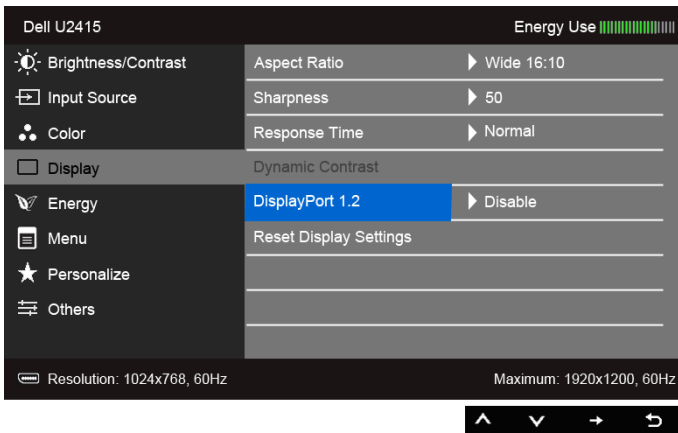 Dell U2415 Energy Use
Brightness/Contrast Aspect Ratio Wide 16:10
Input Source Sharpness 50
Color Response Time Normal
Display Dynamic Contrast
Energy DisplayPort 1.2 Disable
Menu Reset Display Settings
Personalize
Others
Resolution: 1024x768, 60Hz Maximum: 1920x1200, 60Hz